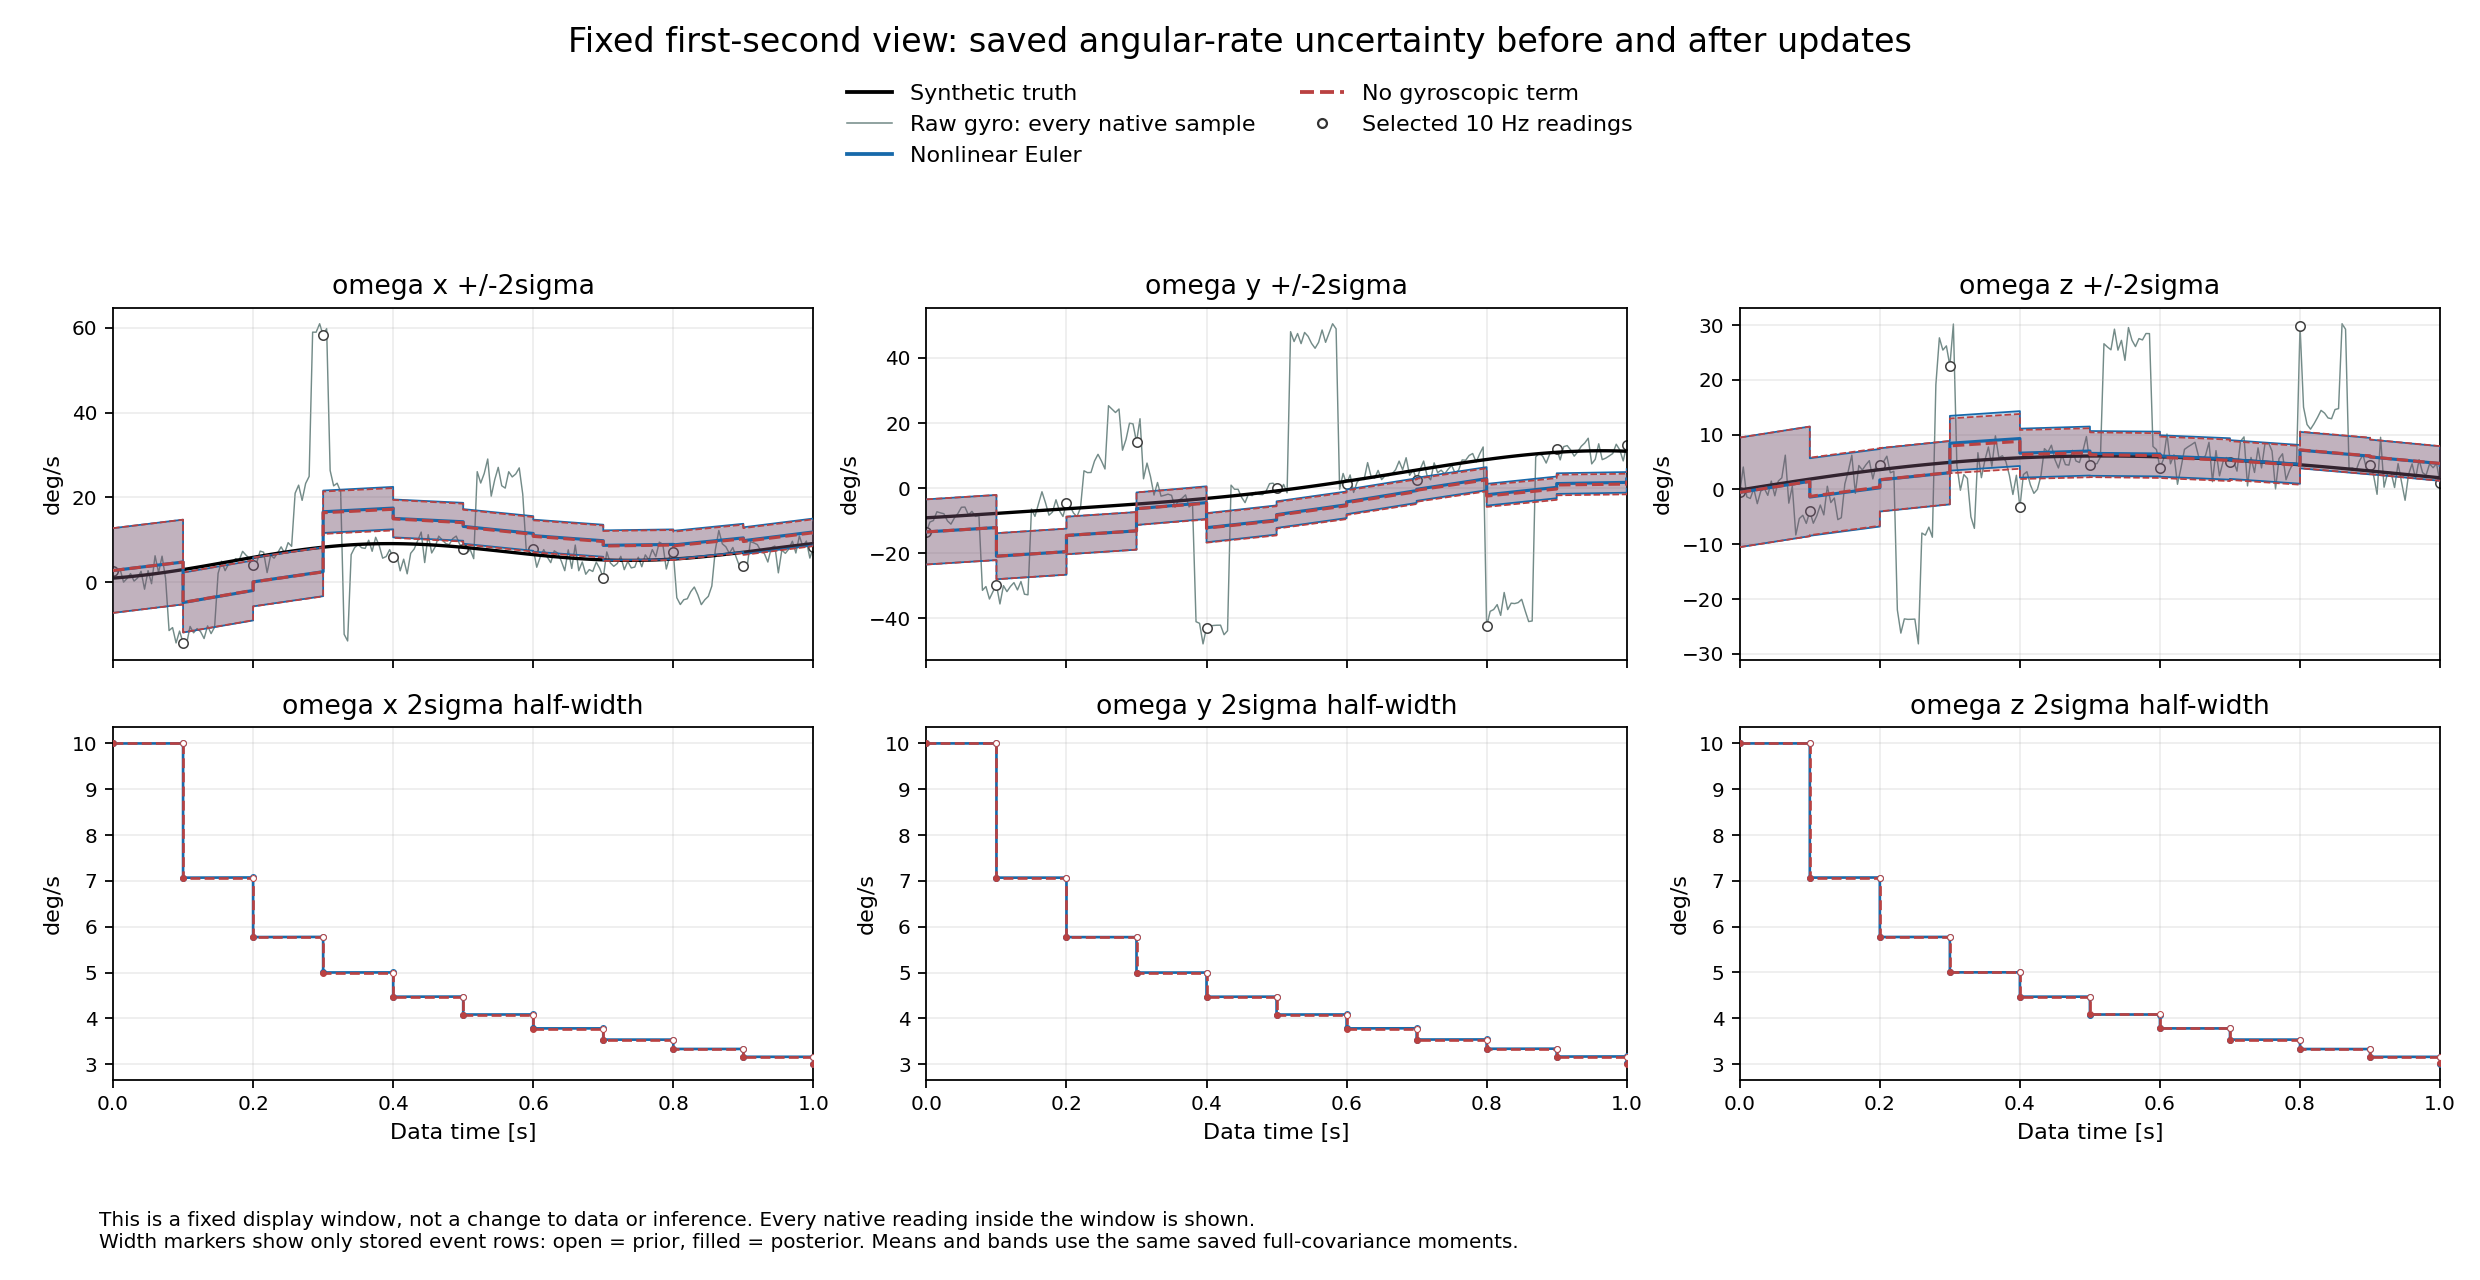 Fixed first-second view: saved angular-rate uncertainty before and after updates
Synthetic truth
Raw gyro: every native sample
Nonlinear Euler
No gyroscopic term
Selected 10 Hz readings
omega x +/-2sigma
omega y +/-2sigma
omega z +/-2sigma
deg/s
60
40
20
0
deg/s
40
20
0
−20
−40
deg/s
30
20
10
0
−10
−20
−30
omega x 2sigma half-width
omega y 2sigma half-width
omega z 2sigma half-width
deg/s
10
9
8
7
6
5
4
3
0.0 0.2 0.4 0.6 0.8 1.0
Data time [s]
deg/s
10
9
8
7
6
5
4
3
0.0 0.2 0.4 0.6 0.8 1.0
Data time [s]
deg/s
10
9
8
7
6
5
4
3
0.0 0.2 0.4 0.6 0.8 1.0
Data time [s]
This is a fixed display window, not a change to data or inference. Every native reading inside the window is shown.
Width markers show only stored event rows: open = prior, filled = posterior. Means and bands use the same saved full-covariance moments.